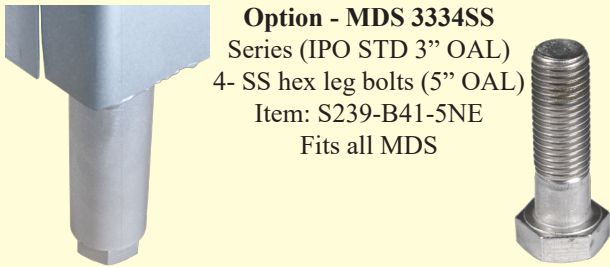 Option - MDS 3334SS
Series (IPO STD 3” OAL)
4- SS hex leg bolts (5” OAL)
Item: S239-B41-5NE
Fits all MDS